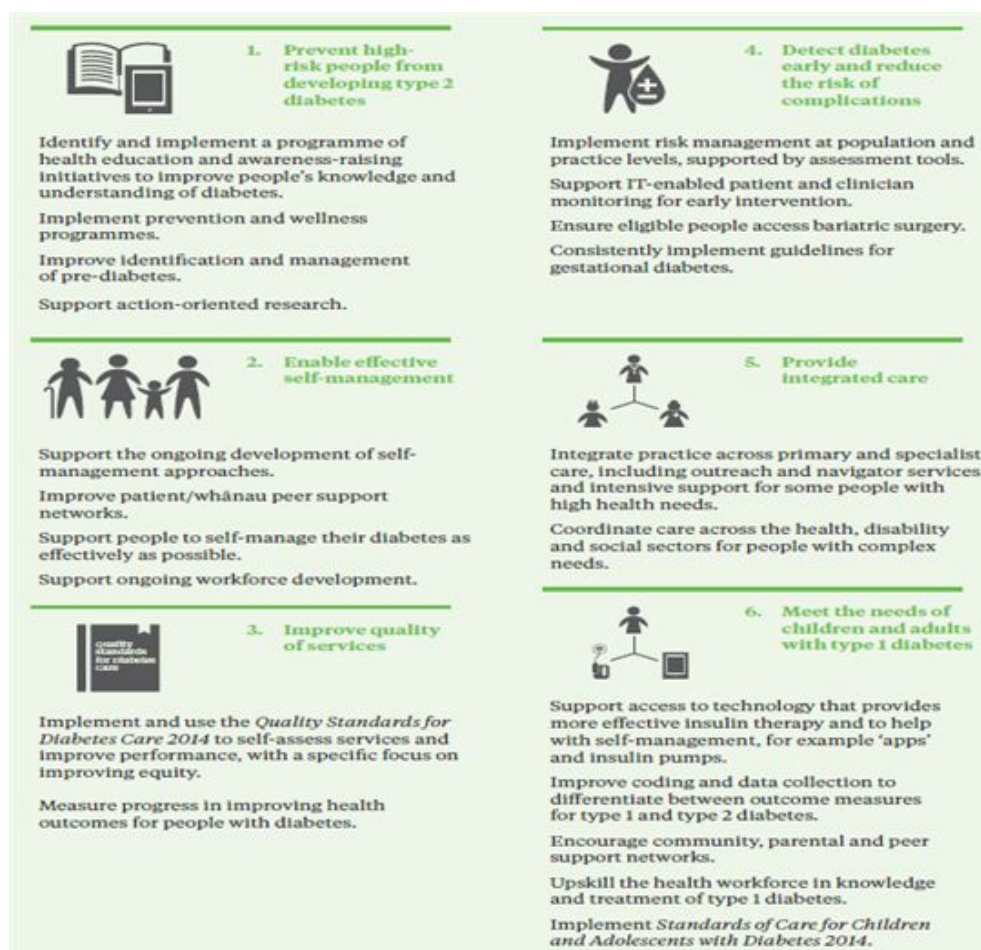 1. Prevent high-
risk people from
developing type 2
diabetes
Identify and implement a programme of
health education and awareness-raising
initiatives to improve people's knowledge and
understanding of diabetes.
Implement prevention and wellness
programmes.
Improve identification and management
of pre-diabetes.
Support action-oriented research.
2. Enable effective
self-management
Support the ongoing development of self-
management approaches.
Improve patient/whānau peer support
networks.
Support people to self-manage their diabetes as
effectively as possible.
Support ongoing workforce development.
quality
standards
for diabetes
care
3. Improve quality
of services
Implement and use the Quality Standards for
Diabetes Care 2014 to self-assess services and
improve performance, with a specific focus on
improving equity.
Measure progress in improving health
outcomes for people with diabetes.
4. Detect diabetes
early and reduce
the risk of
complications
Implement risk management at population and
practice levels, supported by assessment tools.
Support IT-enabled patient and clinician
monitoring for early intervention.
Ensure eligible people access bariatric surgery.
Consistently implement guidelines for
gestational diabetes.
5. Provide
integrated care
Integrate practice across primary and specialist
care, including outreach and navigator services
and intensive support for some people with
high health needs.
Coordinate care across the health, disability
and social sectors for people with complex
needs.
6. Meet the needs of
children and adults
with type 1 diabetes
Support access to technology that provides
more effective insulin therapy and to help
with self-management, for example 'apps'
and insulin pumps.
Improve coding and data collection to
differentiate between outcome measures
for type 1 and type 2 diabetes.
Encourage community, parental and peer
support networks.
Upskill the health workforce in knowledge
and treatment of type 1 diabetes.
Implement Standards of Care for Children
and Adolescents with Diabetes 2014.